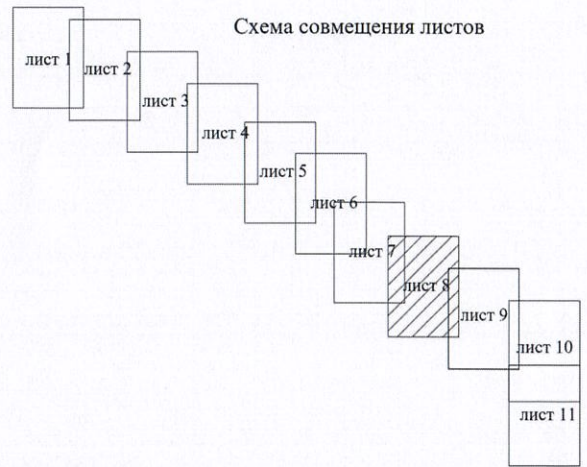 Схема совмещения листов
лист 1
лист 2
лист 3
лист 4
лист 5
лист 6
лист 7
лист 8
лист 9
лист 10
лист 11